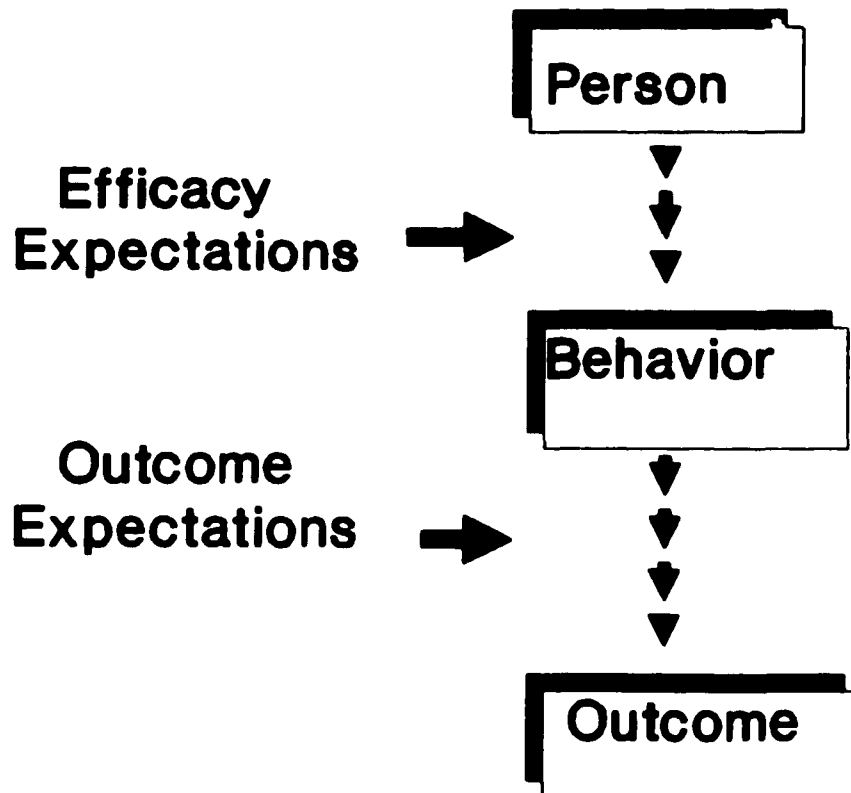 Person
Efficacy
Expectations
Behavior
Outcome
Expectations
Outcome